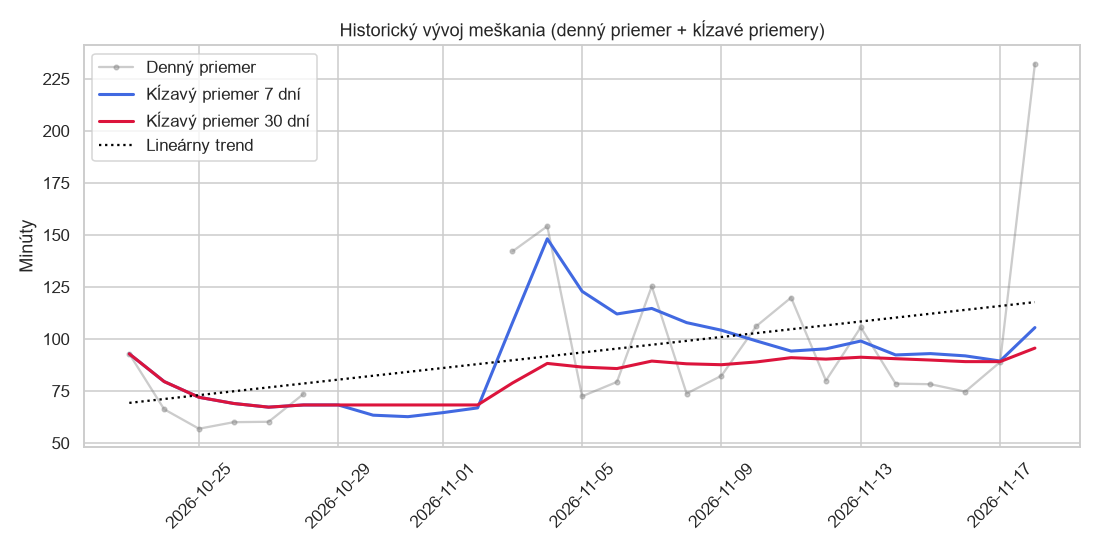 Historický vývoj meškania (denný priemer + kĺzavé priemery)
Denný priemer
Kĺzavý priemer 7 dní
Kĺzavý priemer 30 dní
Lineárny trend
Minúty
225
200
175
150
125
100
75
50
2026-10-25
2026-10-29
2026-11-01
2026-11-05
2026-11-09
2026-11-13
2026-11-17